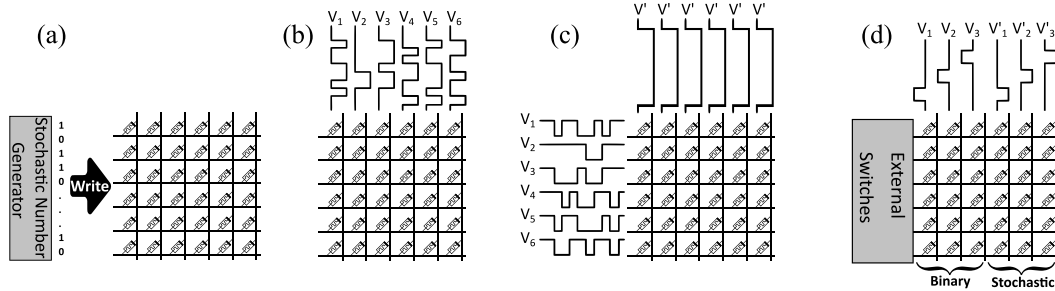 (a)
Stochastic Number
Generator
1
0
1
1
0
.
.
1
0
Write
(b)
V1 V2 V3 V4 V5 V6
(c)
V' V' V' V' V' V'
V1
V2
V3
V4
V5
V6
(d)
V1 V2 V3 V'1 V'2 V'3
External
Switches
Binary Stochastic